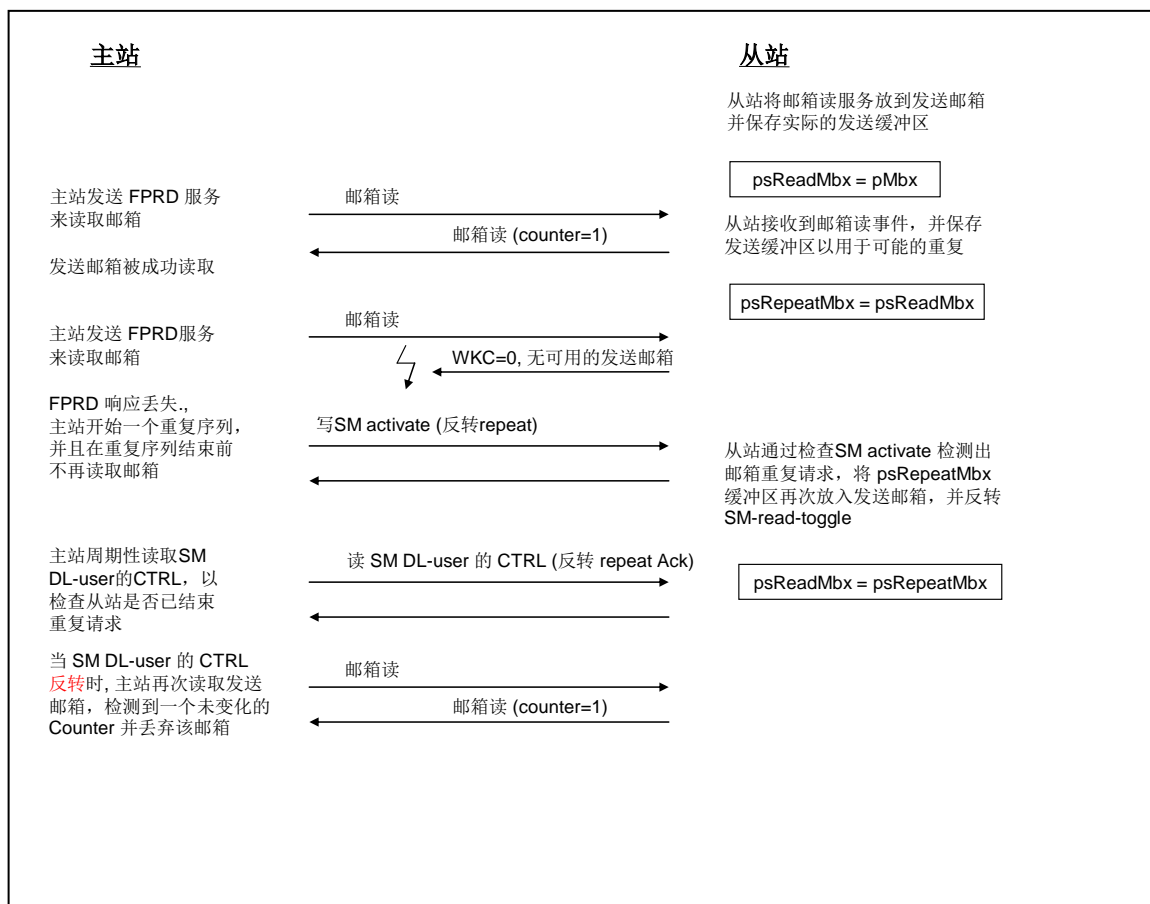 主站
从站
从站将邮箱读服务放到发送邮箱
并保存实际的发送缓冲区
psReadMbx = pMbx
主站发送 FPRD 服务
来读取邮箱
邮箱读
从站接收到邮箱读事件，并保存
发送缓冲区以用于可能的重复
邮箱读 (counter=1)
发送邮箱被成功读取
psRepeatMbx = psReadMbx
主站发送 FPRD服务
来读取邮箱
邮箱读
WKC=0, 无可用的发送邮箱
FPRD 响应丢失.,
主站开始一个重复序列，
并且在重复序列结束前
不再读取邮箱
写SM activate (反转repeat)
从站通过检查SM activate 检测出
邮箱重复请求，将 psRepeatMbx
缓冲区再次放入发送邮箱，并反转
SM-read-toggle
主站周期性读取SM
DL-user的CTRL，以
检查从站是否已结束
重复请求
读 SM DL-user 的 CTRL (反转 repeat Ack)
psReadMbx = psRepeatMbx
当 SM DL-user 的 CTRL
反转时, 主站再次读取发送
邮箱，检测到一个未变化的
Counter 并丢弃该邮箱
邮箱读
邮箱读 (counter=1)